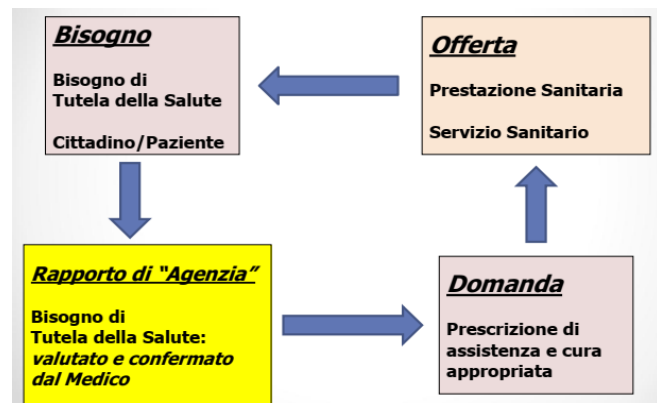 Bisogno
Bisogno di
Tutela della Salute
Cittadino/Paziente
Offerta
Prestazione Sanitaria
Servizio Sanitario
Rapporto di “Agenzia”
Bisogno di
Tutela della Salute:
valutato e confermato
dal Medico
Domanda
Prescrizione di
assistenza e cura
appropriata